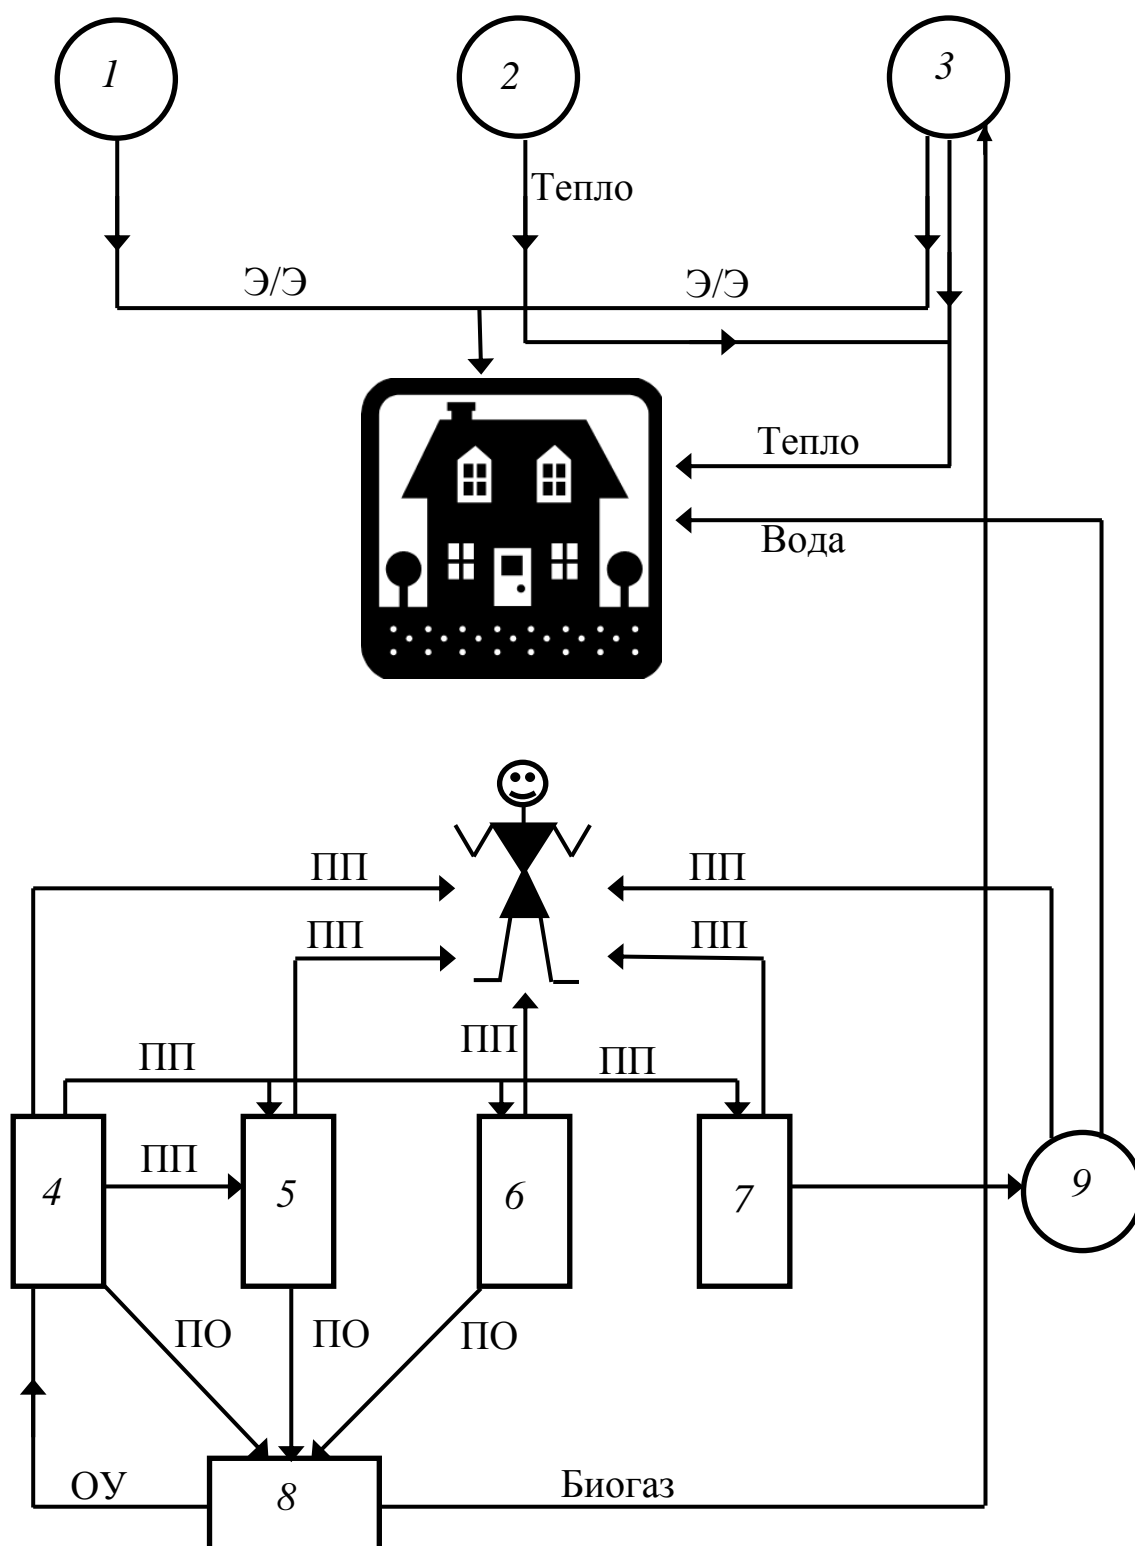 1 2 3
Тепло
Э/Э Э/Э
Тепло
Вода
ПП ПП
ПП ПП
ПП ПП ПП
ПП
4 5 6 7 9
ПО ПО ПО
ОУ 8 Биогаз